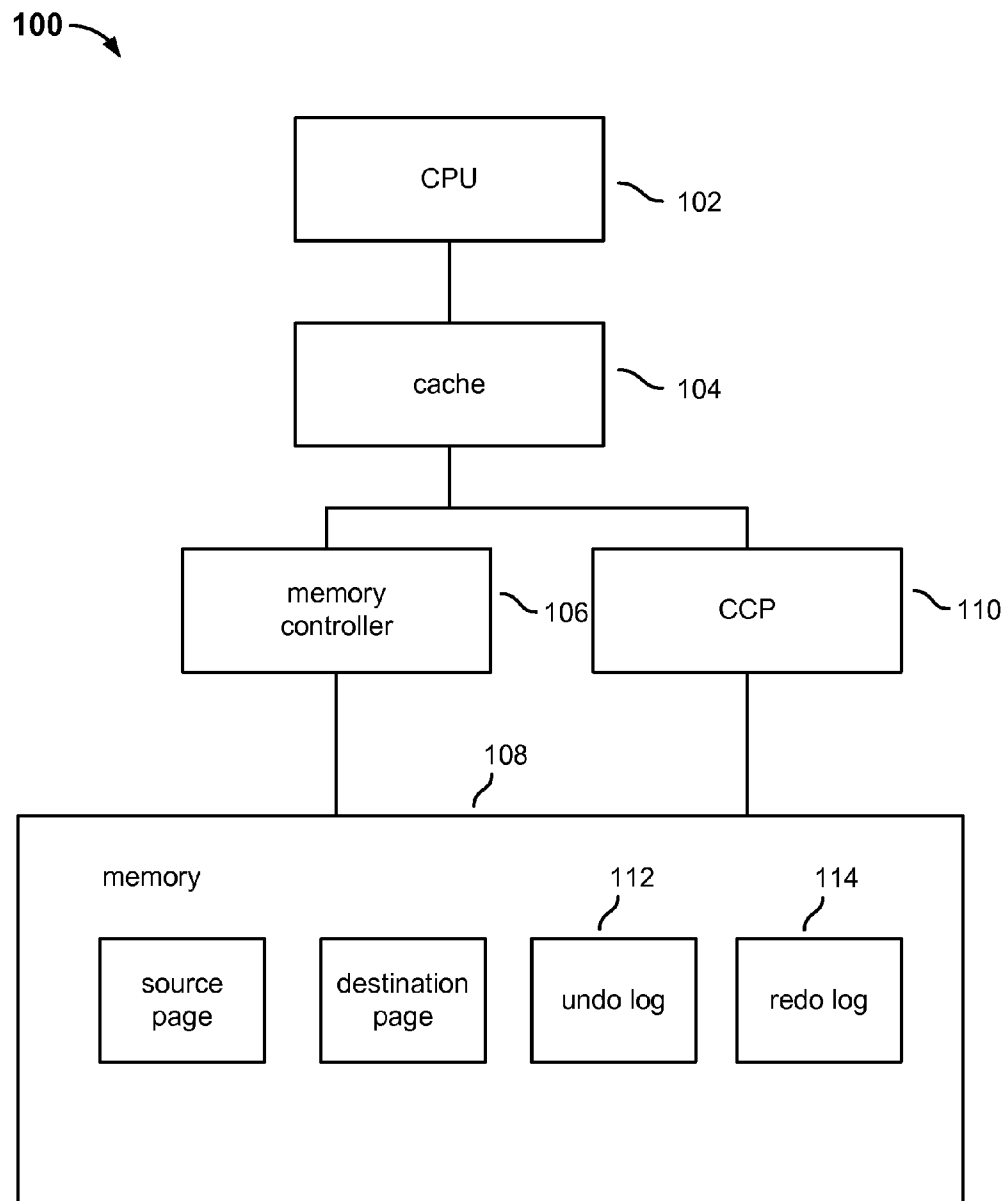 100
CPU
102
cache
104
memory
controller
106
CCP
110
108
memory
112
114
source
page
destination
page
undo log
redo log